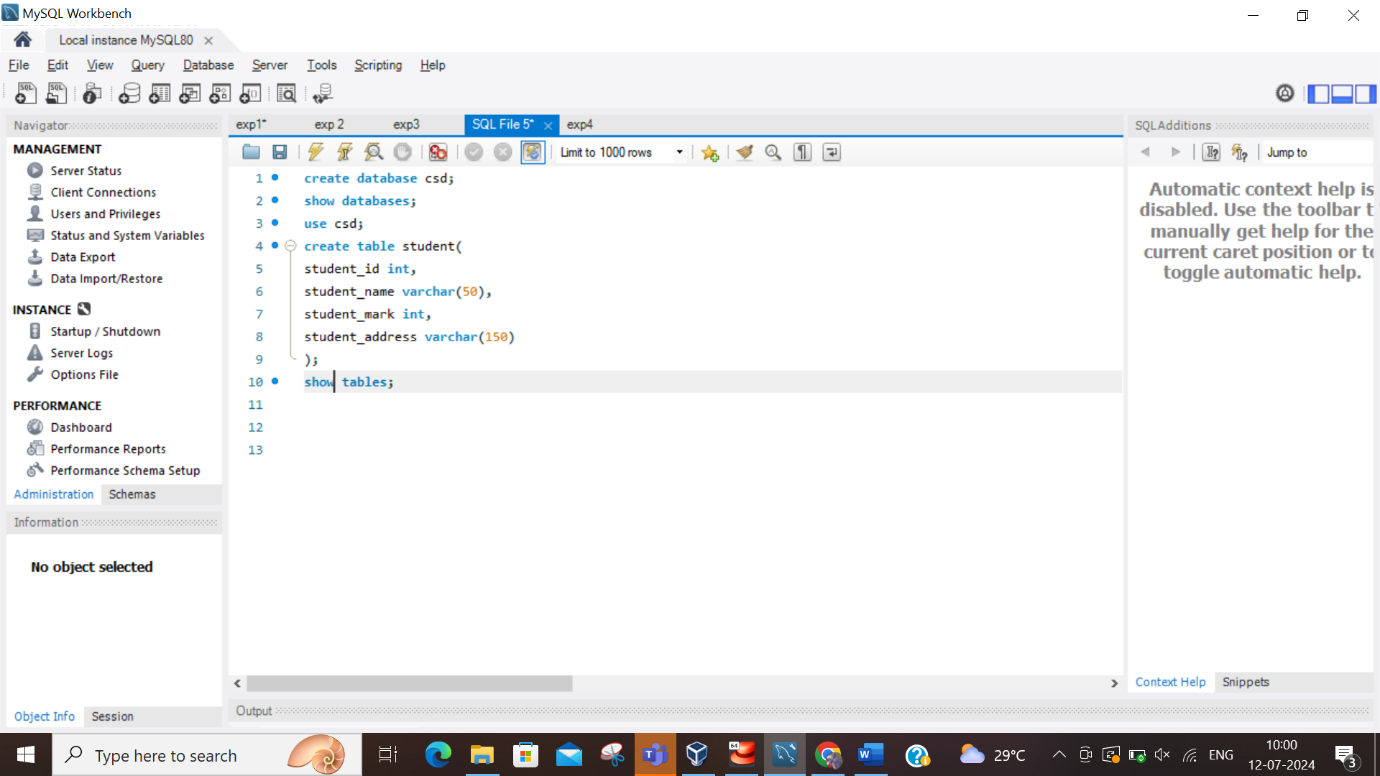 MySQL Workbench
Local instance MySQL80
File Edit View Query Database Server Tools Scripting Help
Navigator
MANAGEMENT
Server Status
Client Connections
Users and Privileges
Status and System Variables
Data Export
Data Import/Restore
INSTANCE
Startup / Shutdown
Server Logs
Options File
PERFORMANCE
Dashboard
Performance Reports
Performance Schema Setup
Administration Schemas
Information
No object selected
Object Info Session
exp1* exp 2 exp3 SQL File 5* exp4
Limit to 1000 rows
1 create database csd;
2 show databases;
3 use csd;
4 create table student(
5 student_id int,
6 student_name varchar(50),
7 student_mark int,
8 student_address varchar(150)
9 );
10 show tables;
11
12
13
Output
SQLAdditions
Jump to
Automatic context help is
disabled. Use the toolbar t
manually get help for the
current caret position or to
toggle automatic help.
Context Help Snippets
Type here to search
29°C
ENG
10:00
12-07-2024
3